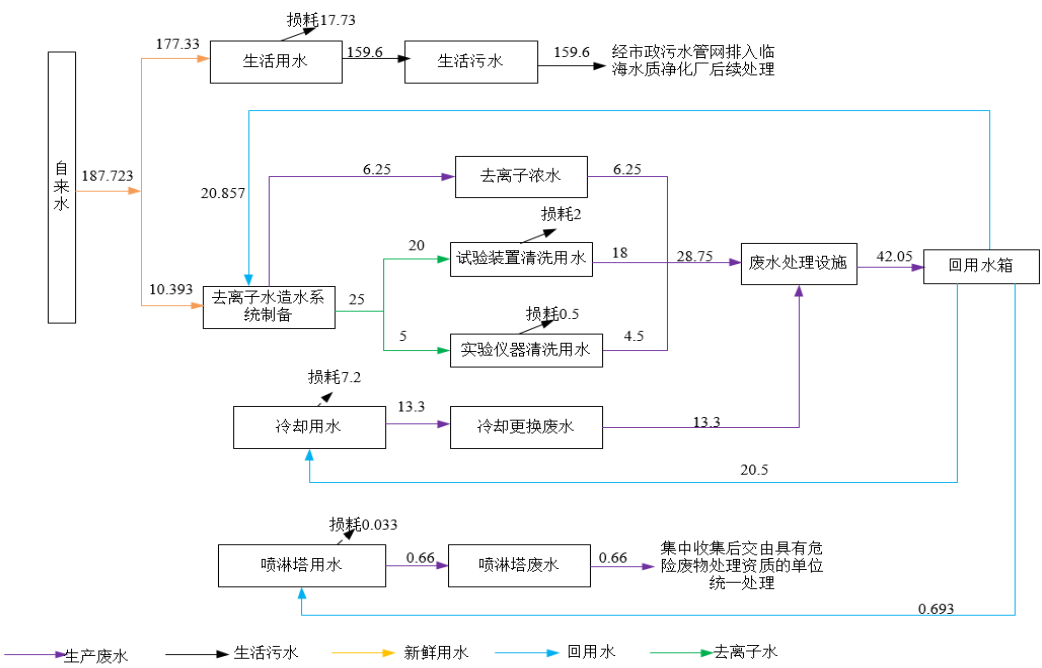 损耗17.73
177.33
生活用水
159.6
生活污水
159.6
经市政污水管网排入临
海水质净化厂后续处理
自来水
187.723
20.857
6.25
去离子浓水
6.25
损耗2
20
试验装置清洗用水
18
28.75
废水处理设施
42.05
回用水箱
10.393
去离子水造水系
统制备
25
损耗0.5
5
实验仪器清洗用水
4.5
损耗7.2
冷却用水
13.3
冷却更换废水
13.3
20.5
损耗0.033
喷淋塔用水
0.66
喷淋塔废水
0.66
集中收集后交由具有危
险废物处理资质的单位
统一处理
0.693
生产废水
生活污水
新鲜用水
回用水
去离子水